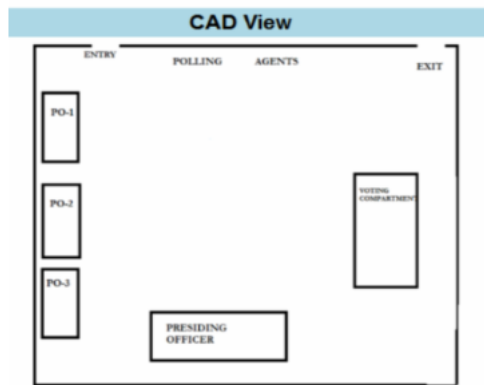 CAD View
ENTRY
POLLING AGENTS
EXIT
PO-1
PO-2
VOTING
COMPARTMENT
PO-3
PRESIDING
OFFICER